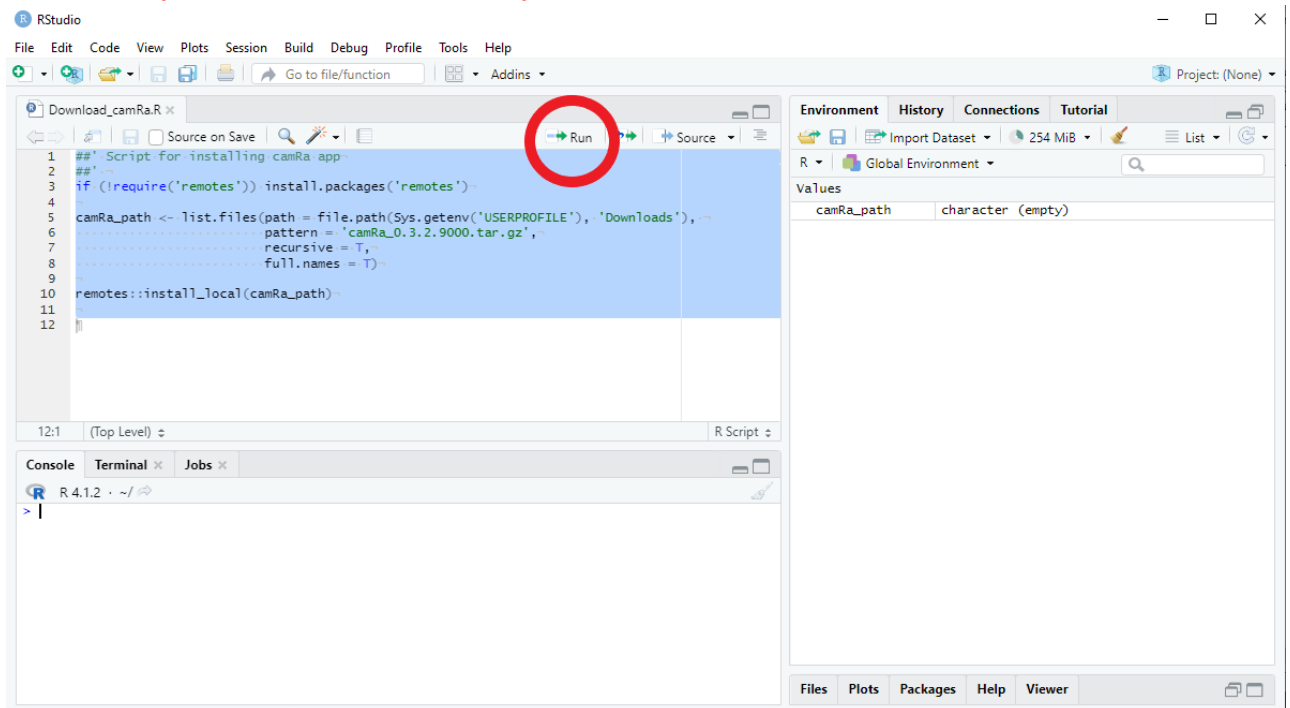 RStudio
File Edit Code View Plots Session Build Debug Profile Tools Help
Go to file/function Addins Project: (None)
Download_camRa.R
Source on Save Run Source
1 ##' Script for installing camRa app
2 ##'
3 if (!require('remotes')) install.packages('remotes')
4
5 camRa_path <- list.files(path = file.path(Sys.getenv('USERPROFILE'), 'Downloads'),
6 pattern = 'camRa_0.3.2.9000.tar.gz',
7 recursive = T,
8 full.names = T)
9
10 remotes::install_local(camRa_path)
11
12
12:1 (Top Level) R Script
Console Terminal Jobs
R 4.1.2 · ~/
>
Environment History Connections Tutorial
Import Dataset 254 MiB List
R Global Environment
Values
camRa_path character (empty)
Files Plots Packages Help Viewer